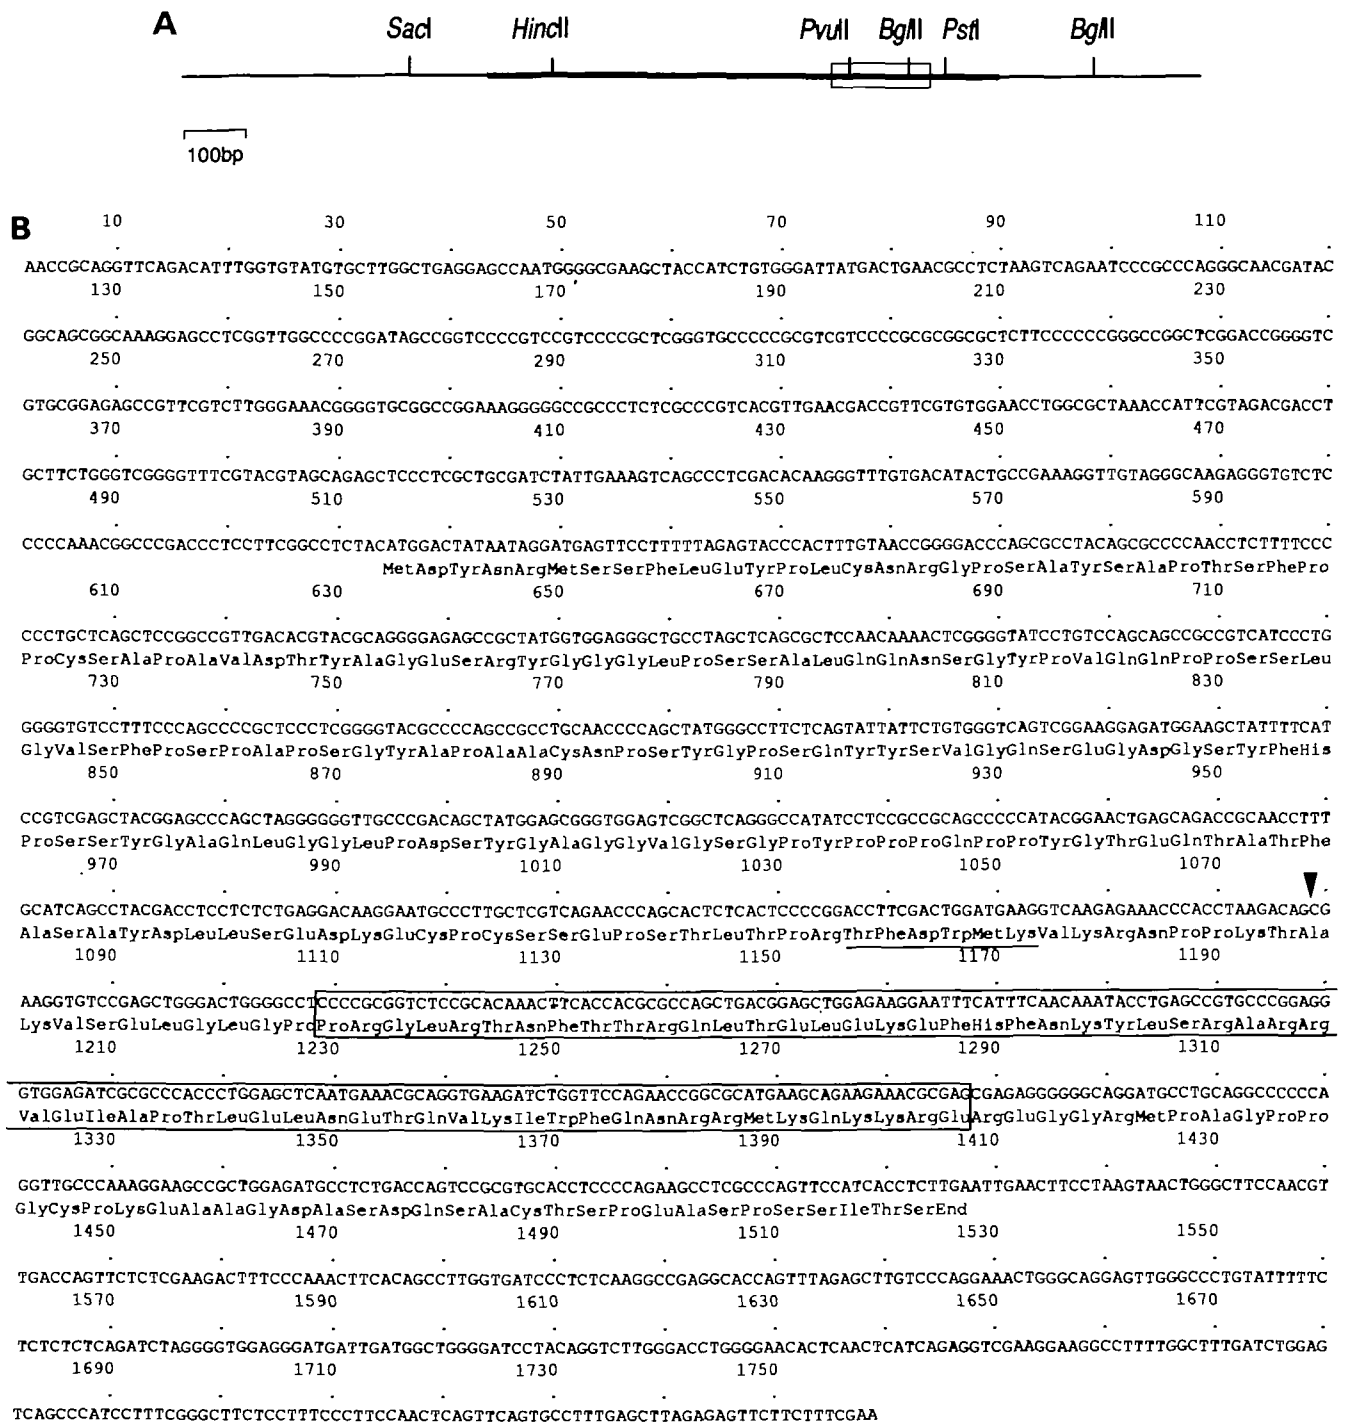 A
SacI HincII PvuII BglII PstI BglII
100bp
B
10 30 50 70 90 110
AACCGCAGGTTCAGACATTTGGTGTATGTGCTTGGCTGAGGAGCCAATGGGGCGAAGCTACCATCTGTGGGATTATGACTGAACGCCTCTAAGTCAGAATCCCGCCCAGGGCAACGATAC
130 150 170 190 210 230
GGCAGCGGCAAAGGAGCCTCGGTTGGCCCCGGATAGCCGGTCCCCGTCCGTCCCCGCTCGGGTGCCCCCGCGTCGTCCCCGCGCGGCGCTCTTCCCCCCGGGCCGGCTCGGACCGGGGTC
250 270 290 310 330 350
GTGCGGAGAGCCGTTCGTCTTGGGAAACGGGGTGCGGCCGGAAAGGGGGCCGCCCTCTCGCCCGTCACGTTGAACGACCGTTCGTGTGGAACCTGGCGCTAAACCATTCGTAGACGACCT
370 390 410 430 450 470
GCTTCTGGGTCGGGGTTTCGTACGTAGCAGAGCTCCCTCGCTGCGATCTATTGAAAGTCAGCCCTCGACACAAGGGTTTGTGACATACTGCCGAAAGGTTGTAGGGCAAGAGGGTGTCTC
490 510 530 550 570 590
CCCCAAACGGCCCGACCCTCCTTCGGCCTCTACATGGACTATAATAGGATGAGTTCCTTTTTAGAGTACCCACTTTGTAACCGGGGACCCAGCGCCTACAGCGCCCCAACCTCTTTTCCC
MetAspTyrAsnArgMetSerSerPheLeuGluTyrProLeuCysAsnArgGlyProSerAlaTyrSerAlaProThrSerPhePro
610 630 650 670 690 710
CCCTGCTCAGCTCCGGCCGTTGACACGTACGCAGGGGAGAGCCGCTATGGTGGAGGGCTGCCTAGCTCAGCGCTCCAACAAAACTCGGGGTATCCTGTCCAGCAGCCGCCGTCATCCCTG
ProCysSerAlaProAlaValAspThrTyrAlaGlyGluSerArgTyrGlyGlyGlyLeuProSerSerAlaLeuGlnGlnAsnSerGlyTyrProValGlnGlnProProSerSerLeu
730 750 770 790 810 830
GGGGTGTCCTTTCCCAGCCCCGCTCCCTCGGGGTACGCCCCAGCCGCCTGCAACCCCAGCTATGGGCCTTCTCAGTATTATTCTGTGGGTCAGTCGGAAGGAGATGGAAGCTATTTTCAT
GlyValSerPheProSerProAlaProSerGlyTyrAlaProAlaAlaCysAsnProSerTyrGlyProSerGlnTyrTyrSerValGlyGlnSerGluGlyAspGlySerTyrPheHis
850 870 890 910 930 950
CCGTCGAGCTACGGAGCCCAGCTAGGGGGGTTGCCCGACAGCTATGGAGCGGGTGGAGTCGGCTCAGGGCCATATCCTCCGCCGCAGCCCCCATACGGAACTGAGCAGACCGCAACCTTT
ProSerSerTyrGlyAlaGlnLeuGlyGlyLeuProAspSerTyrGlyAlaGlyGlyValGlySerGlyProTyrProProProGlnProProTyrGlyThrGluGlnThrAlaThrPhe
970 990 1010 1030 1050 1070
GCATCAGCCTACGACCTCCTCTCTGAGGACAAGGAATGCCCTTGCTCGTCAGAACCCAGCACTCTCACTCCCCGGACCTTCGACTGGATGAAGGTCAAGAGAAACCCACCTAAGACAGCG
AlaSerAlaTyrAspLeuLeuSerGluAspLysGluCysProCysSerSerGluProSerThrLeuThrProArgThrPheAspTrpMetLysValLysArgAsnProProLysThrAla
1090 1110 1130 1150 1170 1190
AAGGTGTCCGAGCTGGGACTGGGGCCTCCCCGCGGTCTCCGCACAAACTTCACCACGCGCCAGCTGACGGAGCTGGAGAAGGAATTTCATTTCAACAAATACCTGAGCCGTGCCCGGAGG
LysValSerGluLeuGlyLeuGlyProProArgGlyLeuArgThrAsnPheThrThrArgGlnLeuThrGluLeuGluLysGluPheHisPheAsnLysTyrLeuSerArgAlaArgArg
1210 1230 1250 1270 1290 1310
GTGGAGATCGCGCCCACCCTGGAGCTCAATGAAACGCAGGTGAAGATCTGGTTCCAGAACCGGCGCATGAAGCAGAAGAAACGCGAGCGAGAGGGGGGCAGGATGCCTGCAGGCCCCCCA
ValGluIleAlaProThrLeuGluLeuAsnGluThrGlnValLysIleTrpPheGlnAsnArgArgMetLysGlnLysLysArgGluArgGluGlyGlyArgMetProAlaGlyProPro
1330 1350 1370 1390 1410 1430
GGTTGCCCAAAGGAAGCCGCTGGAGATGCCTCTGACCAGTCCGCGTGCACCTCCCCAGAAGCCTCGCCCAGTTCCATCACCTCTTGAATTGAACTTCCTAAGTAACTGGGCTTCCAACGT
GlyCysProLysGluAlaAlaGlyAspAlaSerAspGlnSerAlaCysThrSerProGluAlaSerProSerSerIleThrSerEnd
1450 1470 1490 1510 1530 1550
TGACCAGTTCTCTCGAAGACTTTCCCAAACTTCACAGCCTTGGTGATCCCTCTCAAGGCCGAGGCACCAGTTTAGAGCTTGTCCCAGGAAACTGGGCAGGAGTTGGGCCCTGTATTTTTC
1570 1590 1610 1630 1650 1670
TCTCTCTCAGATCTAGGGGTGGAGGGATGATTGATGGCTGGGGATCCTACAGGTCTTGGGACCTGGGGAACACTCAACTCATCAGAGGTCGAAGGAAGGCCTTTTGGCTTTGATCTGGAG
1690 1710 1730 1750
TCAGCCCATCCTTTCGGGCTTCTCCTTTCCCTTCCAACTCAGTTCAGTGCCTTTGAGCTTAGAGAGTTCTTCTTTCGAA